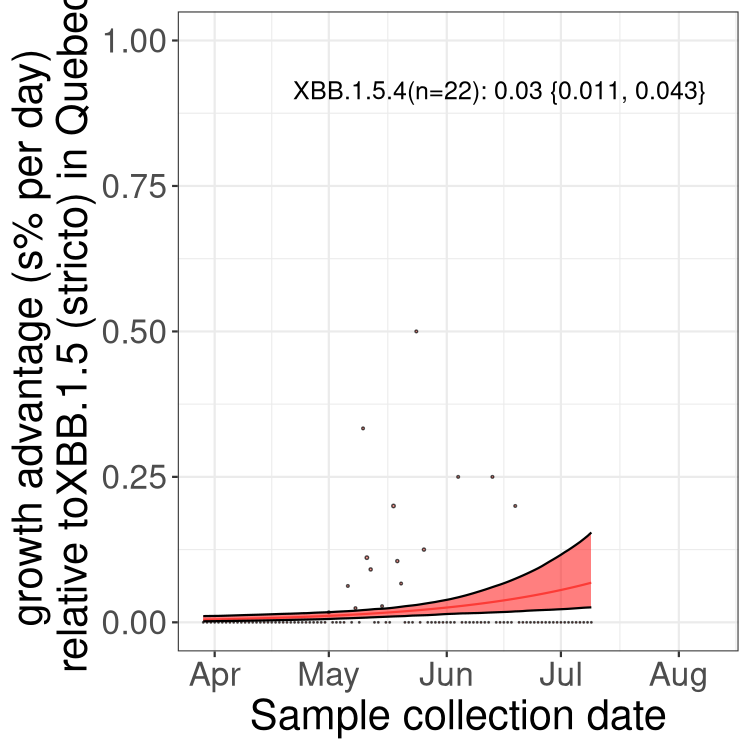 growth advantage (s% per day)
relative toXBB.1.5 (stricto) in Quebec
1.00
0.75
0.50
0.25
0.00
XBB.1.5.4(n=22): 0.03 {0.011, 0.043}
Apr May Jun Jul Aug
Sample collection date